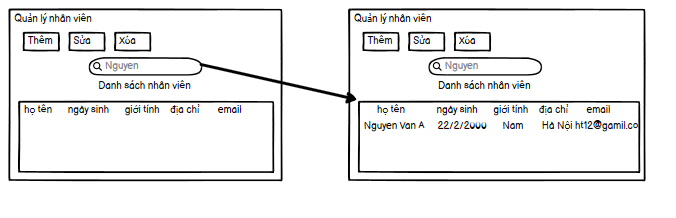 Quản lý nhân viên
Thêm Sửa Xóa
Nguyen
Danh sách nhân viên
họ tên ngày sinh giới tính địa chỉ email
Quản lý nhân viên
Thêm Sửa Xóa
Nguyen
Danh sách nhân viên
họ tên ngày sinh giới tính địa chỉ email
Nguyen Van A 22/2/2000 Nam Hà Nội ht12@gamil.co